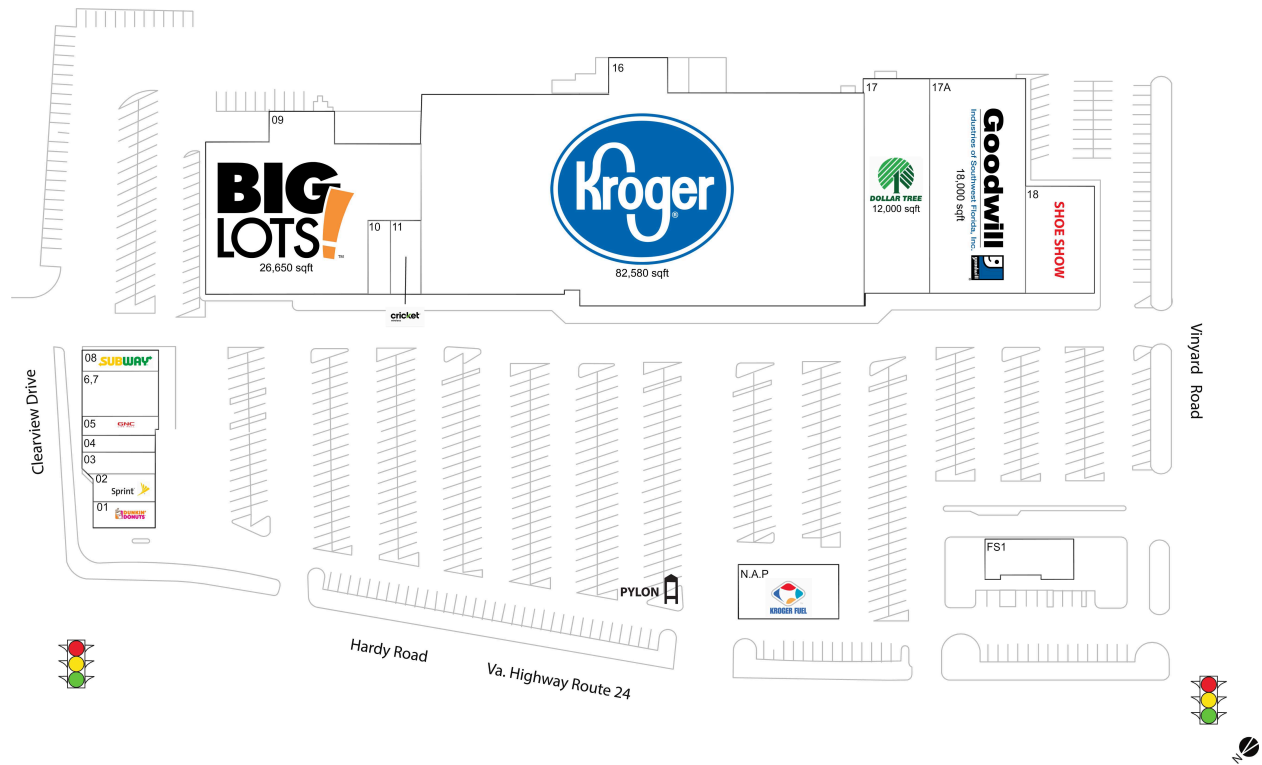 16
17
17A
09
BIG
LOTS!
™
26,650 sqft
10
11
cricket
Kroger
®
82,580 sqft
DOLLAR TREE
12,000 sqft
Goodwill
Industries of Southwest Florida, Inc.
18,000 sqft
18
SHOE SHOW
Clearview Drive
Vinyard Road
08
SUBWAY
6,7
05
GNC
04
03
02
Sprint
01
DUNKIN'
DONUTS
FS1
N.A.P
KROGER FUEL
PYLON
Hardy Road
Va. Highway Route 24
N